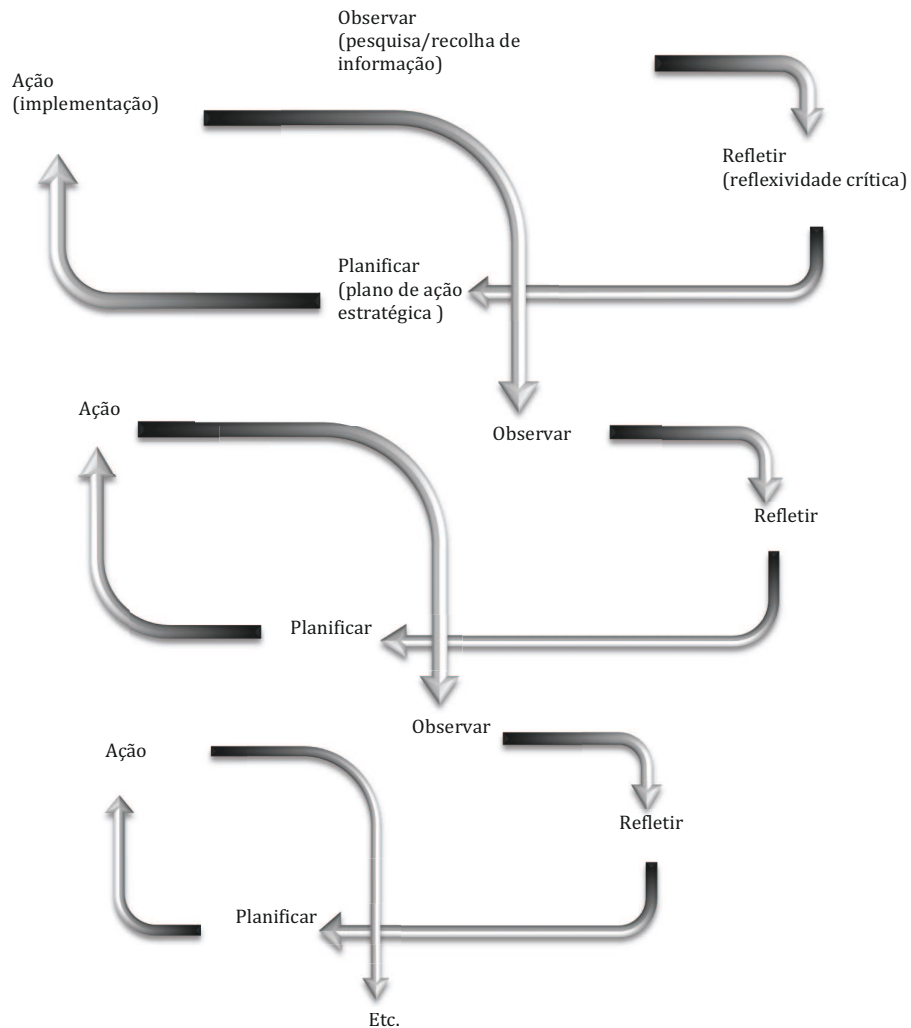 Observar
(pesquisa/recolha de
informação)
Ação
(implementação)
Refletir
(reflexividade crítica)
Planificar
(plano de ação
estratégica )
Ação
Observar
Refletir
Planificar
Observar
Ação
Refletir
Planificar
Etc.